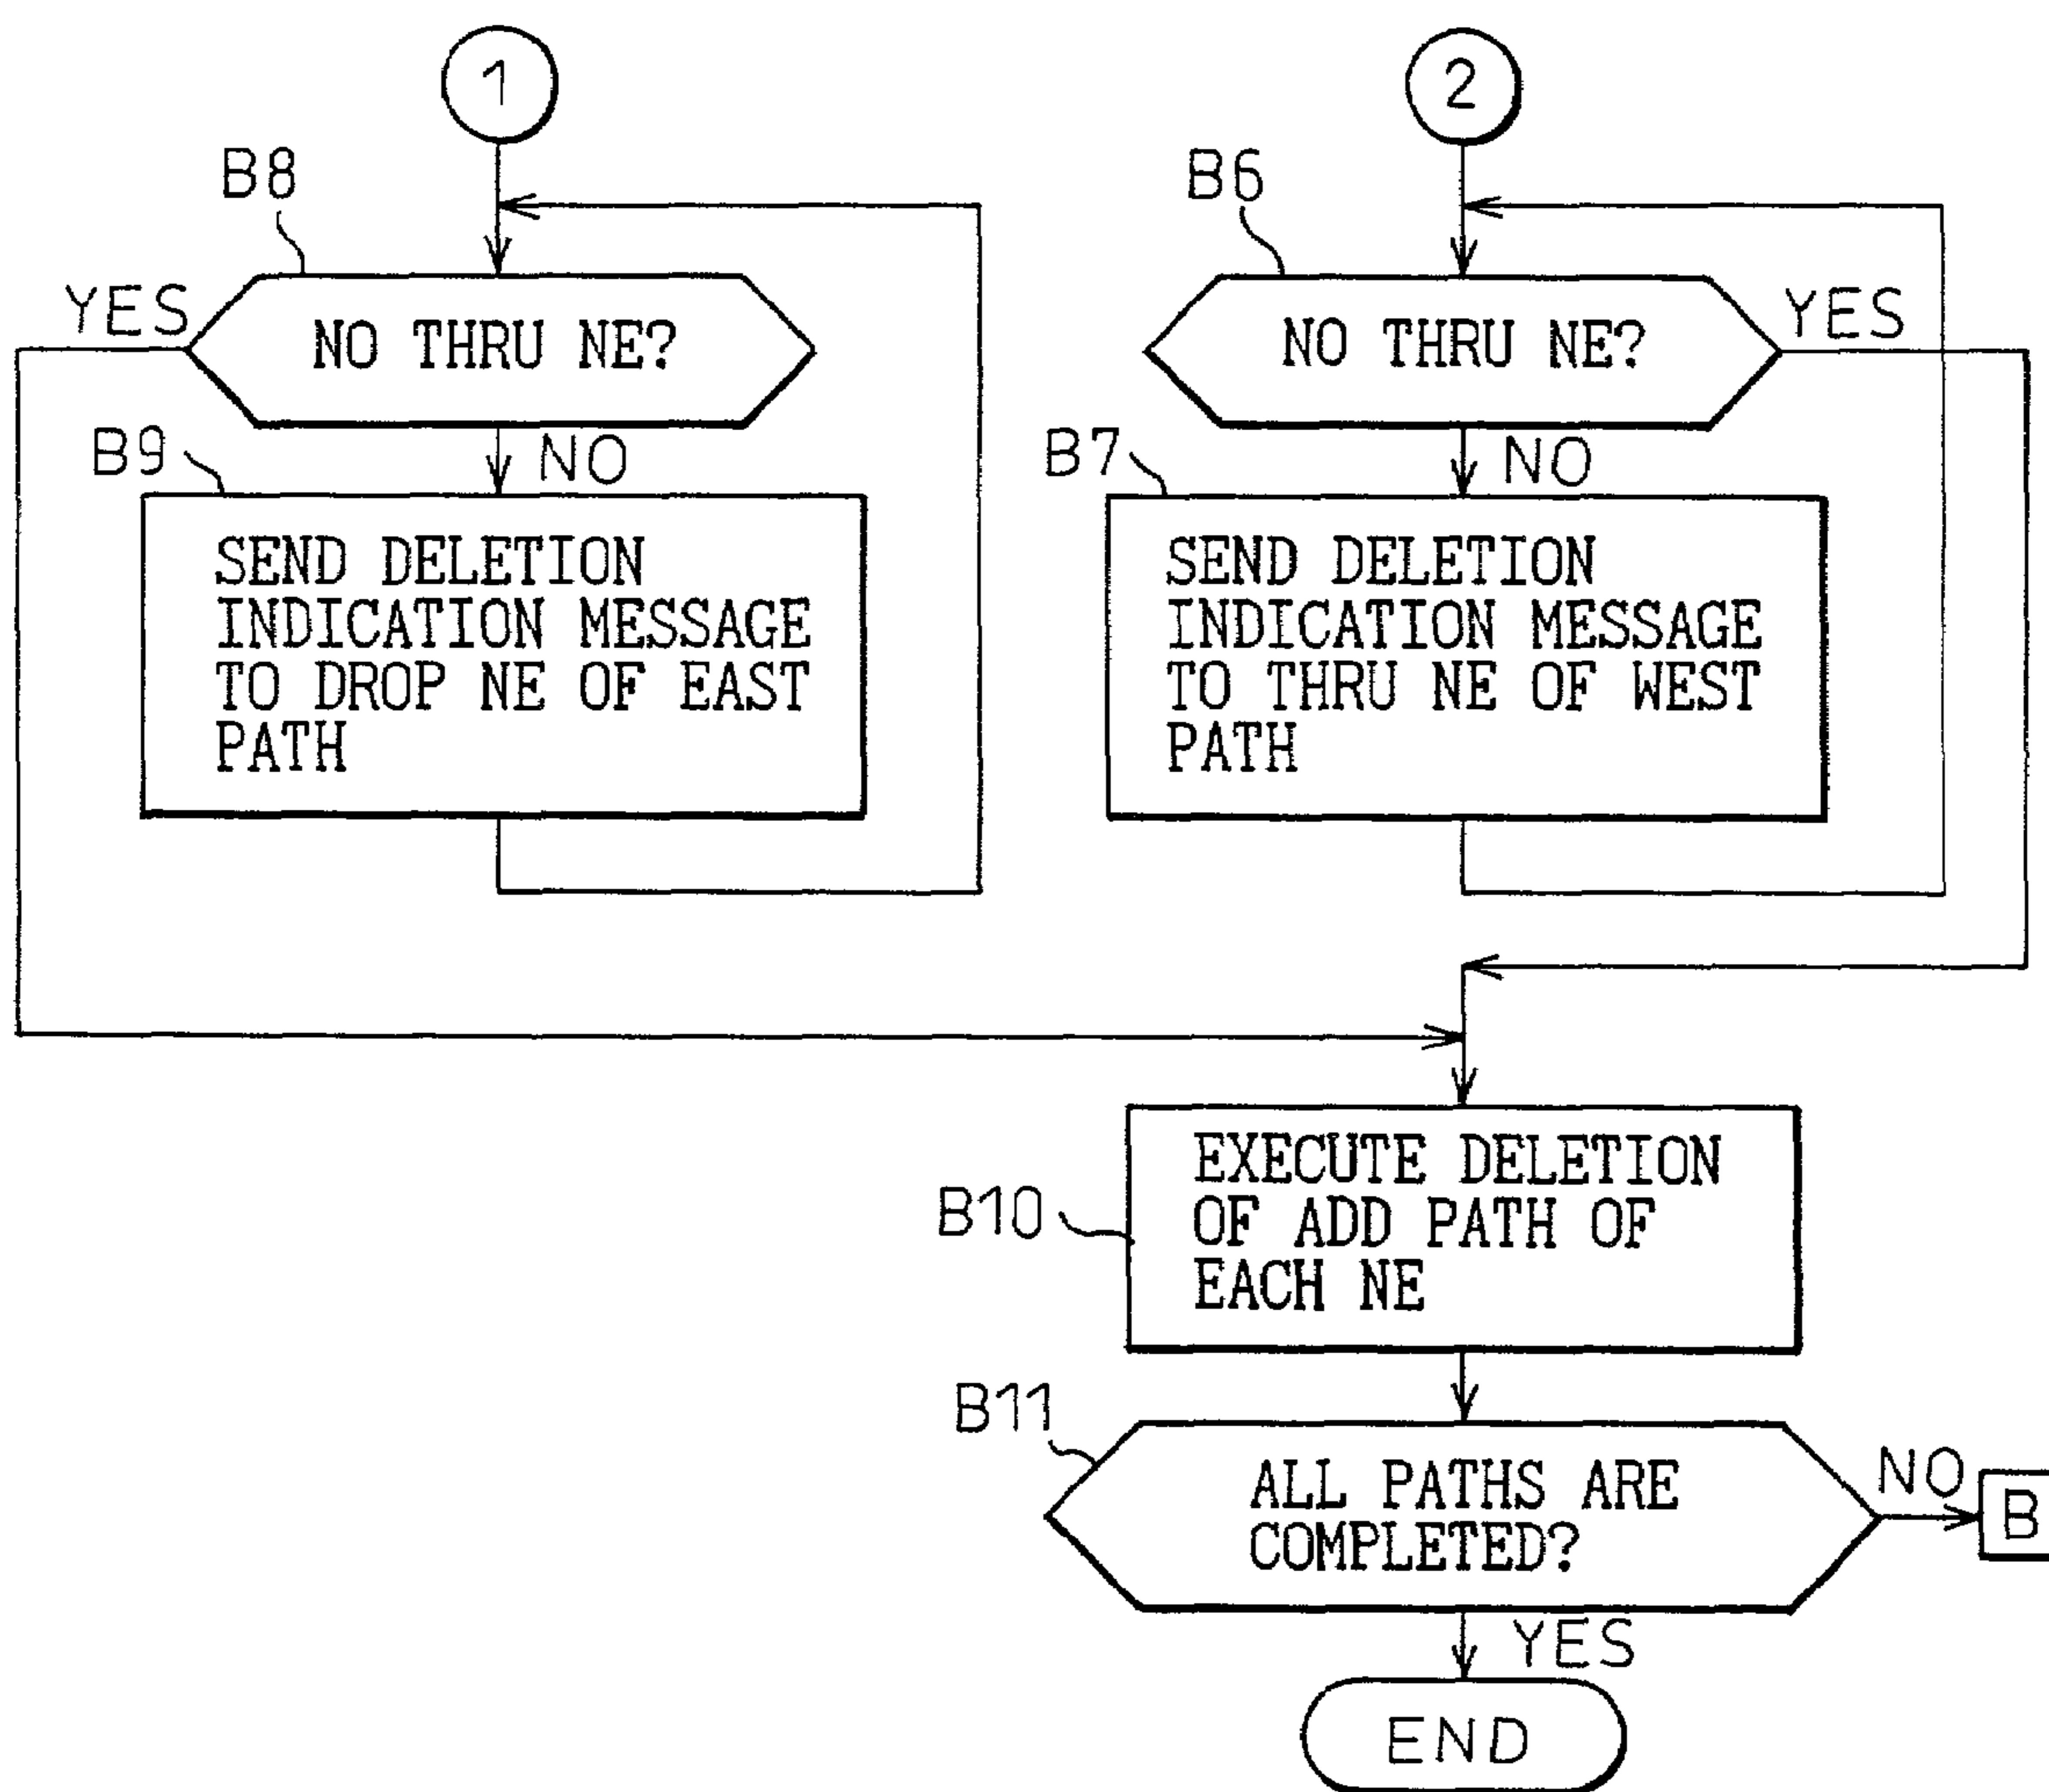 1
2
B8
B6
YES
NO THRU NE?
NO THRU NE?
YES
B9
NO
B7
NO
SEND DELETION
INDICATION MESSAGE
TO DROP NE OF EAST
PATH
SEND DELETION
INDICATION MESSAGE
TO THRU NE OF WEST
PATH
B10
EXECUTE DELETION
OF ADD PATH OF
EACH NE
B11
ALL PATHS ARE
COMPLETED?
NO
B
YES
END